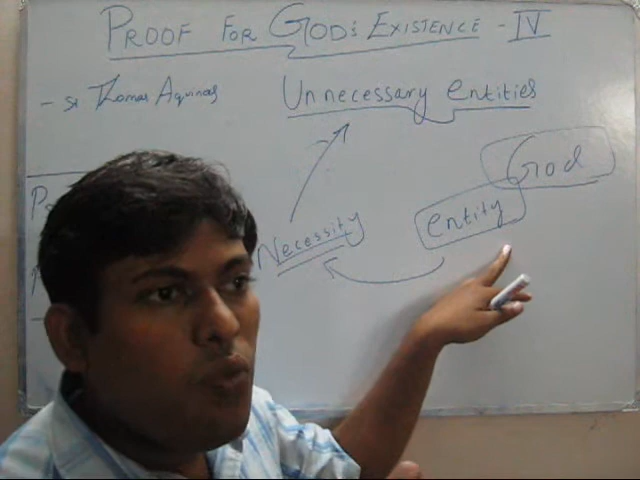 PROOF FOR GOD'S EXISTENCE - IV
- St Thomas Aquinas
Unnecessary entities
God
entity
Necessity